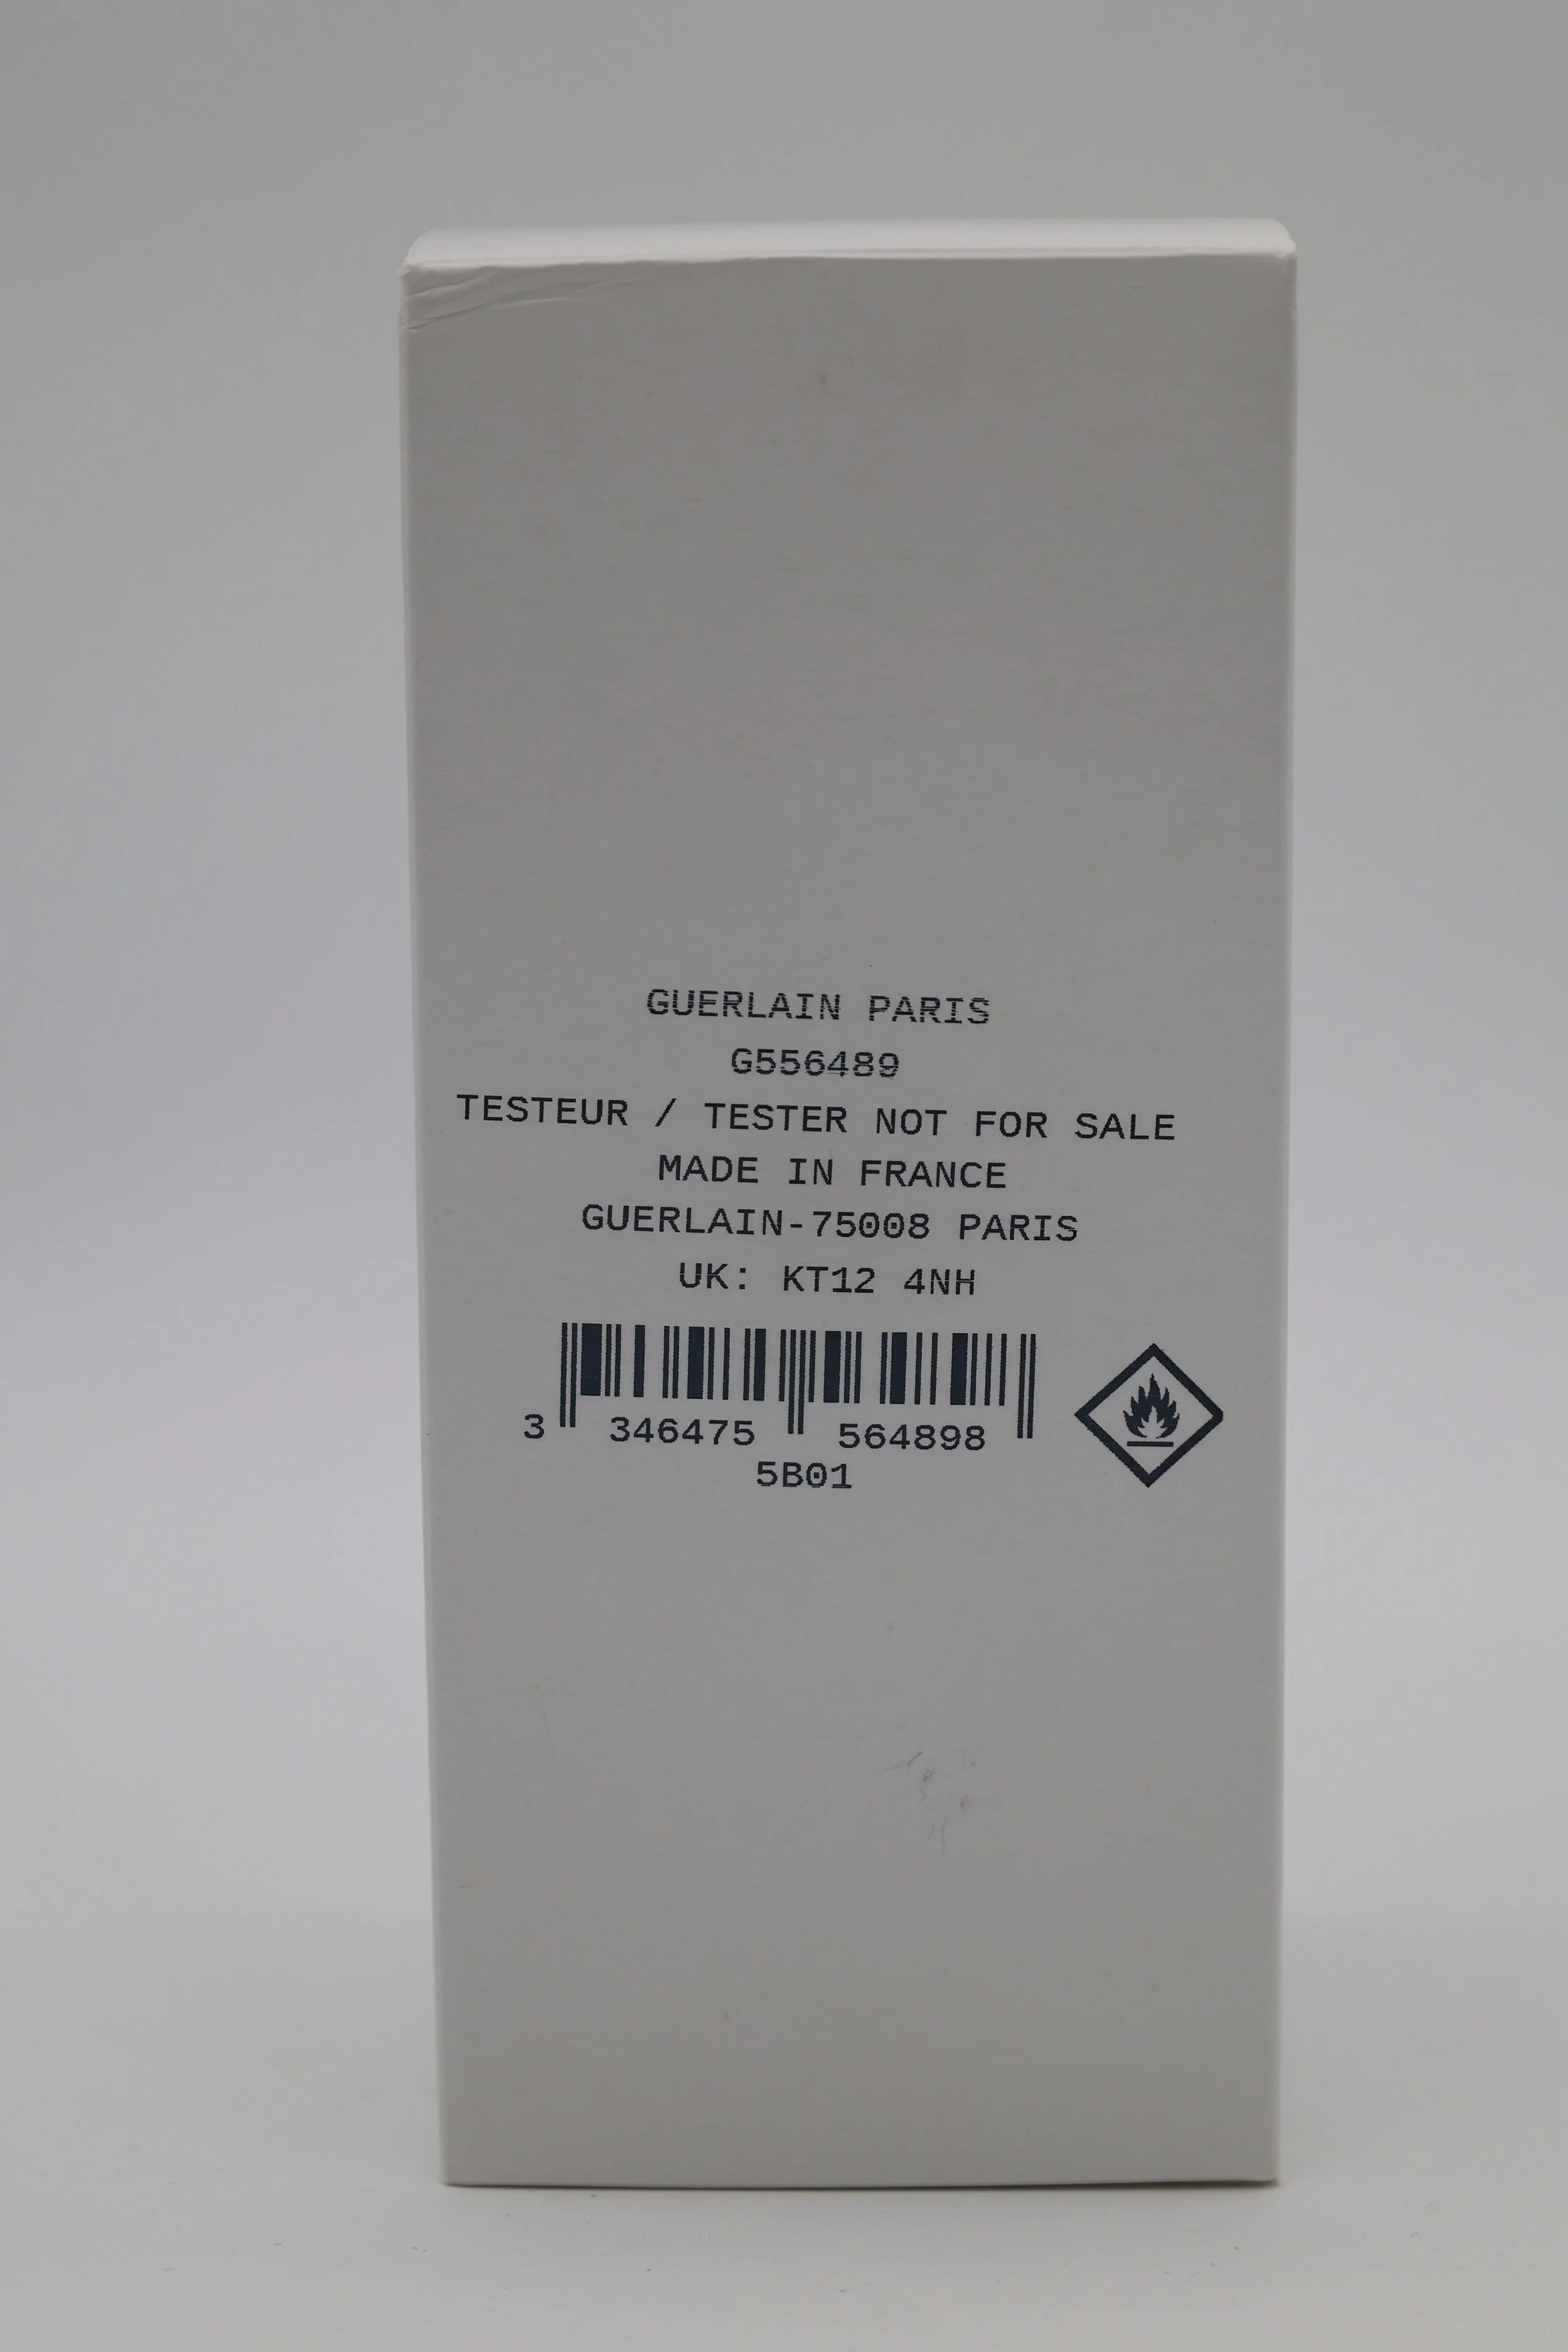 GUERLAIN PARIS
G556489
TESTEUR / TESTER NOT FOR SALE
MADE IN FRANCE
GUERLAIN-75008 PARIS
UK: KT12 4NH
3 346475 564898
5B01